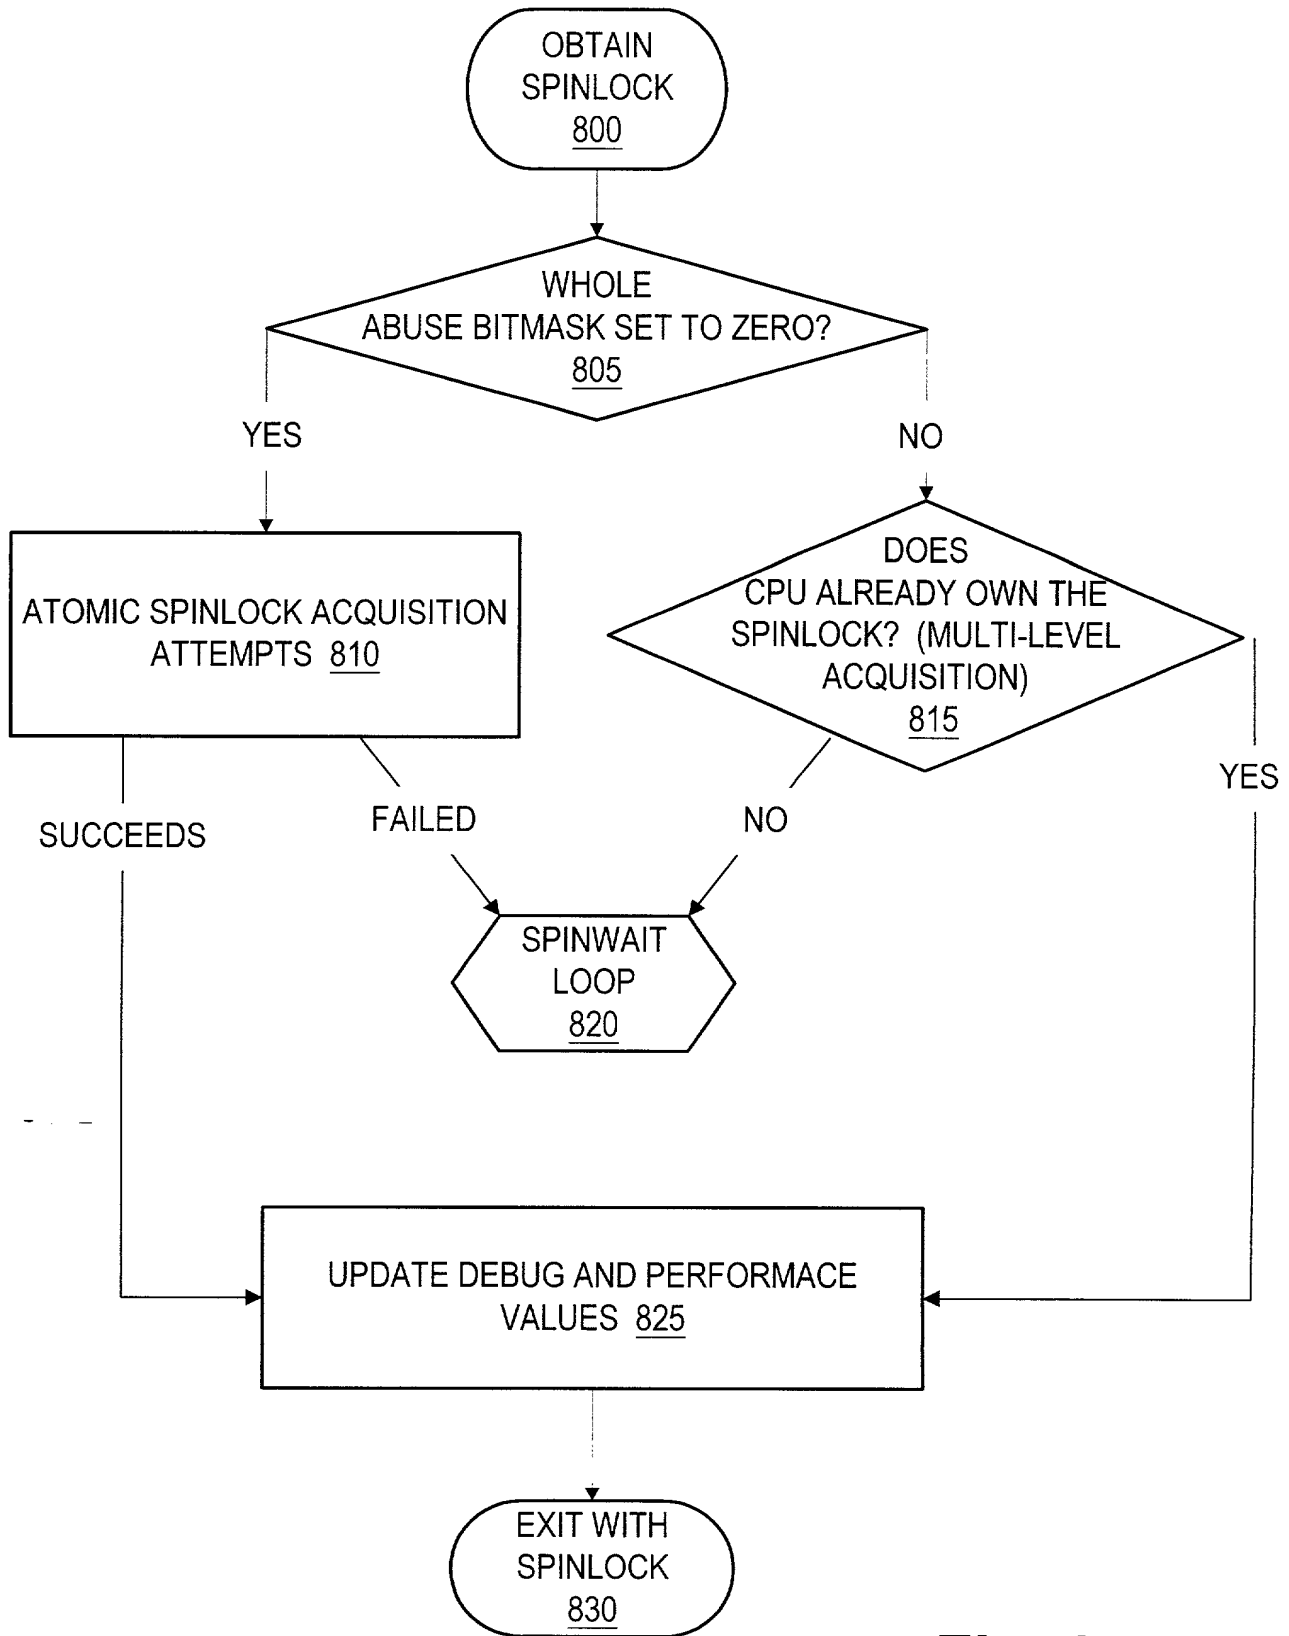 OBTAIN
SPINLOCK
800
WHOLE
ABUSE BITMASK SET TO ZERO?
805
YES
NO
ATOMIC SPINLOCK ACQUISITION
ATTEMPTS 810
DOES
CPU ALREADY OWN THE
SPINLOCK? (MULTI-LEVEL
ACQUISITION)
815
SUCCEEDS
FAILED
NO
YES
SPINWAIT
LOOP
820
UPDATE DEBUG AND PERFORMACE
VALUES 825
EXIT WITH
SPINLOCK
830